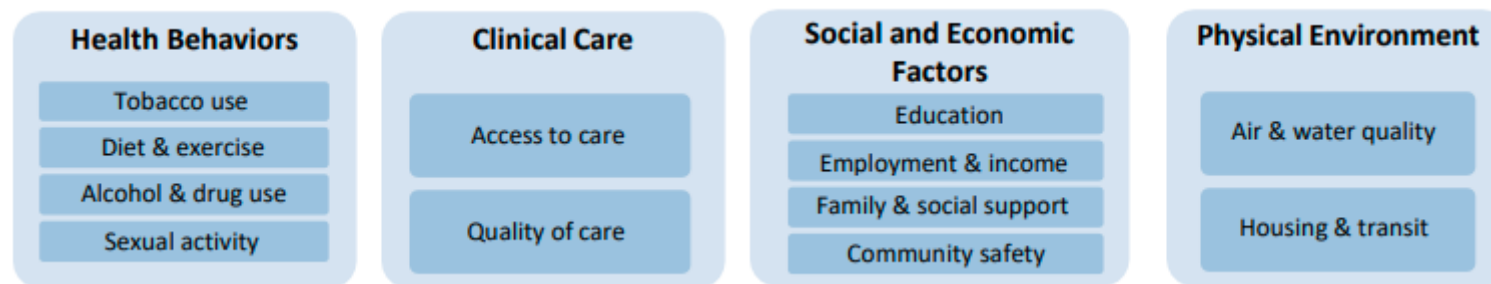 Health Behaviors
Tobacco use
Diet & exercise
Alcohol & drug use
Sexual activity
Clinical Care
Access to care
Quality of care
Social and Economic
Factors
Education
Employment & income
Family & social support
Community safety
Physical Environment
Air & water quality
Housing & transit